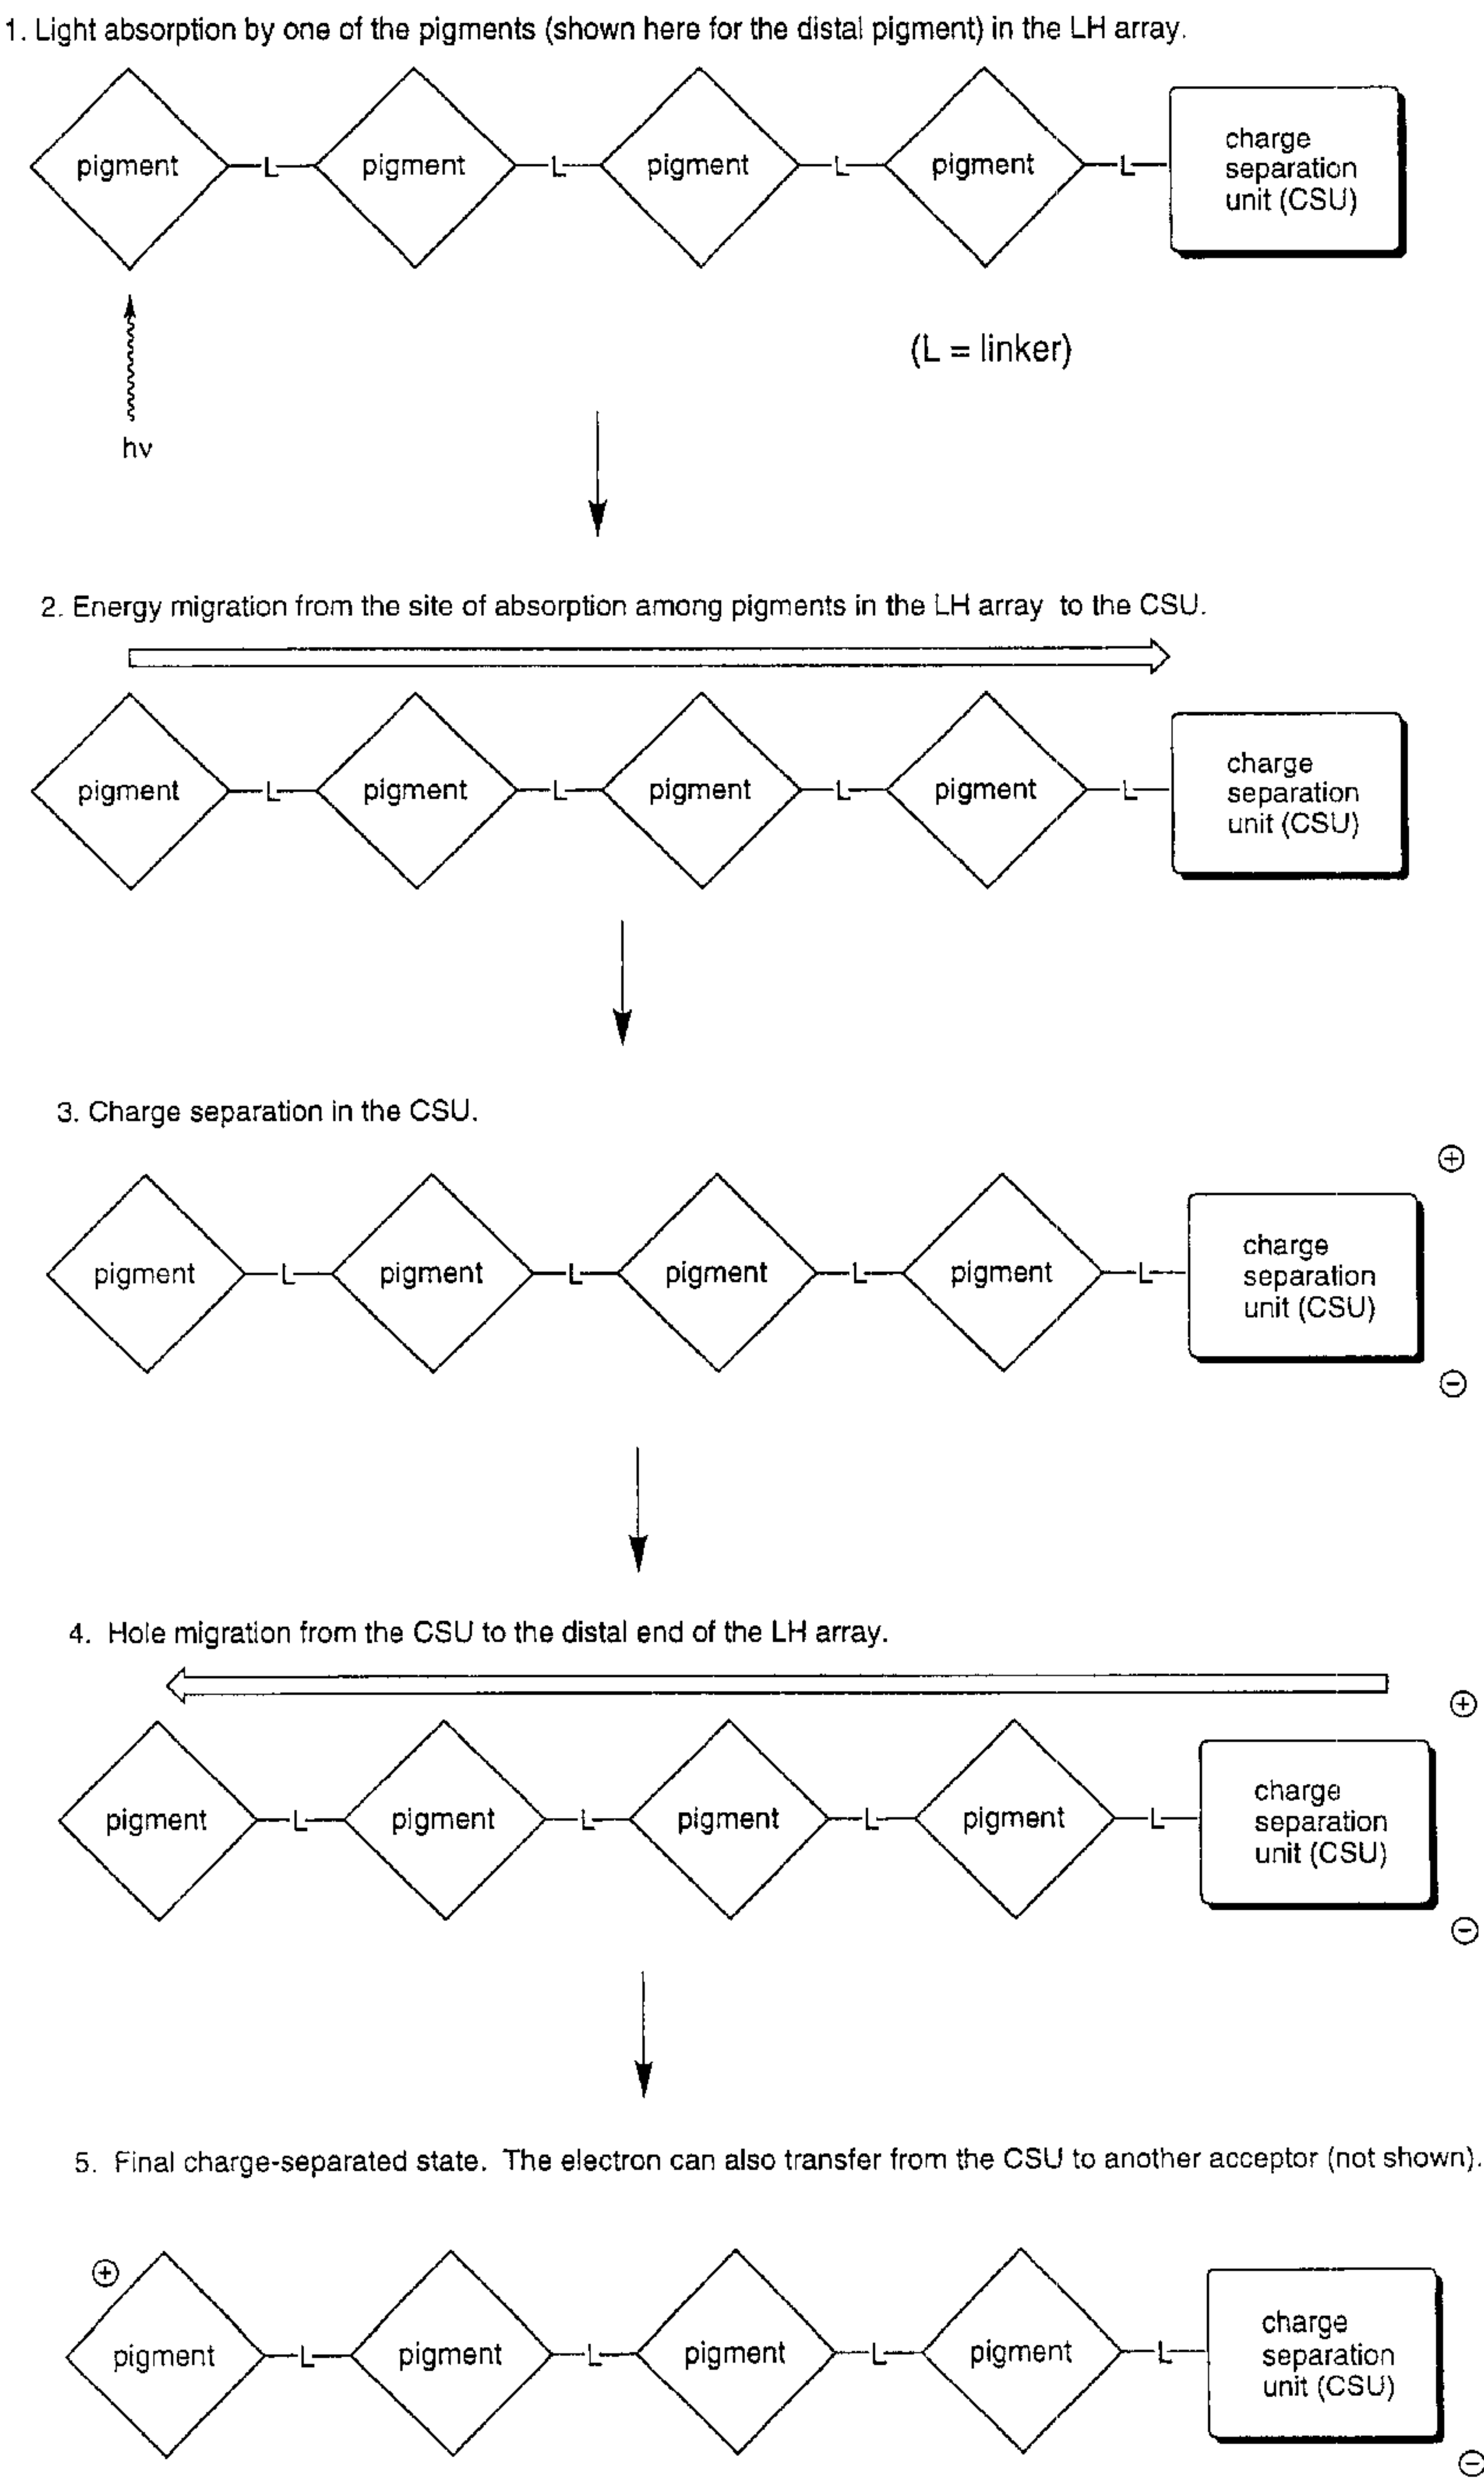 1. Light absorption by one of the pigments (shown here for the distal pigment) in the LH array.
pigment L pigment L pigment L pigment L charge
separation
unit (CSU)
(L = linker)
hν
2. Energy migration from the site of absorption among pigments in the LH array to the CSU.
pigment L pigment L pigment L pigment L charge
separation
unit (CSU)
3. Charge separation in the CSU.
+
pigment L pigment L pigment L pigment L charge
separation
unit (CSU)
−
4. Hole migration from the CSU to the distal end of the LH array.
+
pigment L pigment L pigment L pigment L charge
separation
unit (CSU)
−
5. Final charge-separated state. The electron can also transfer from the CSU to another acceptor (not shown).
+
pigment L pigment L pigment L pigment L charge
separation
unit (CSU)
−